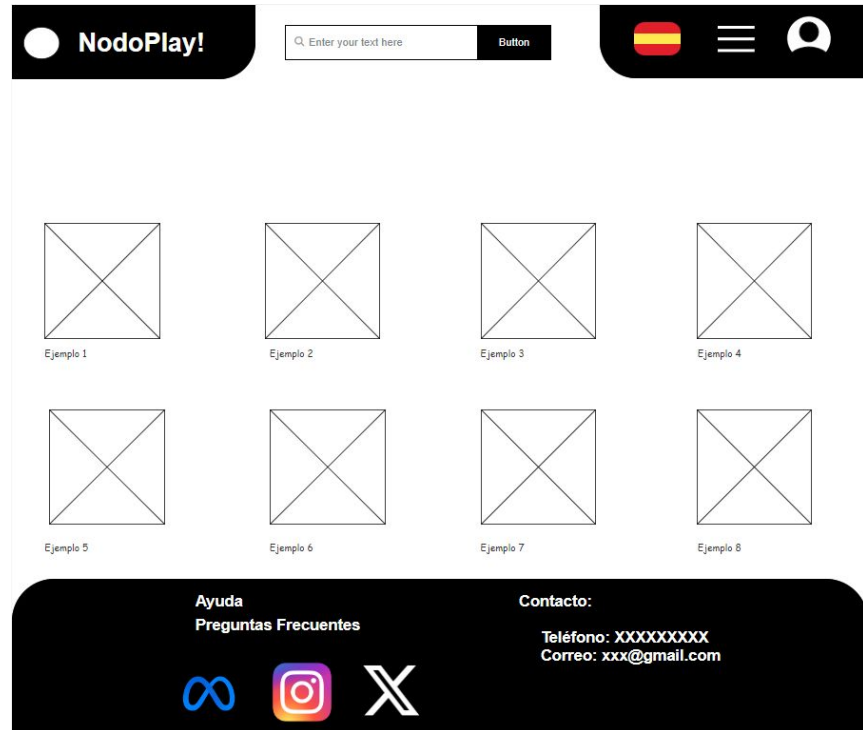 NodoPlay!
Enter your text here
Button
Ejemplo 1
Ejemplo 2
Ejemplo 3
Ejemplo 4
Ejemplo 5
Ejemplo 6
Ejemplo 7
Ejemplo 8
Ayuda
Preguntas Frecuentes
Contacto:
Teléfono: XXXXXXXXX
Correo: xxx@gmail.com